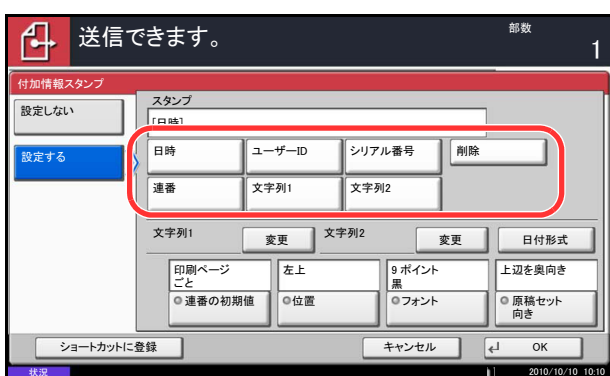 送信できます。
部数
1
付加情報スタンプ
設定しない
設定する
スタンプ
[日時]
日時
ユーザーID
シリアル番号
削除
連番
文字列1
文字列2
文字列1
変更
文字列2
変更
日付形式
印刷ページ
ごと
連番の初期値
左上
位置
9 ポイント
黒
フォント
上辺を奥向き
原稿セット
向き
ショートカットに登録
キャンセル
OK
状況
2010/10/10 10:10